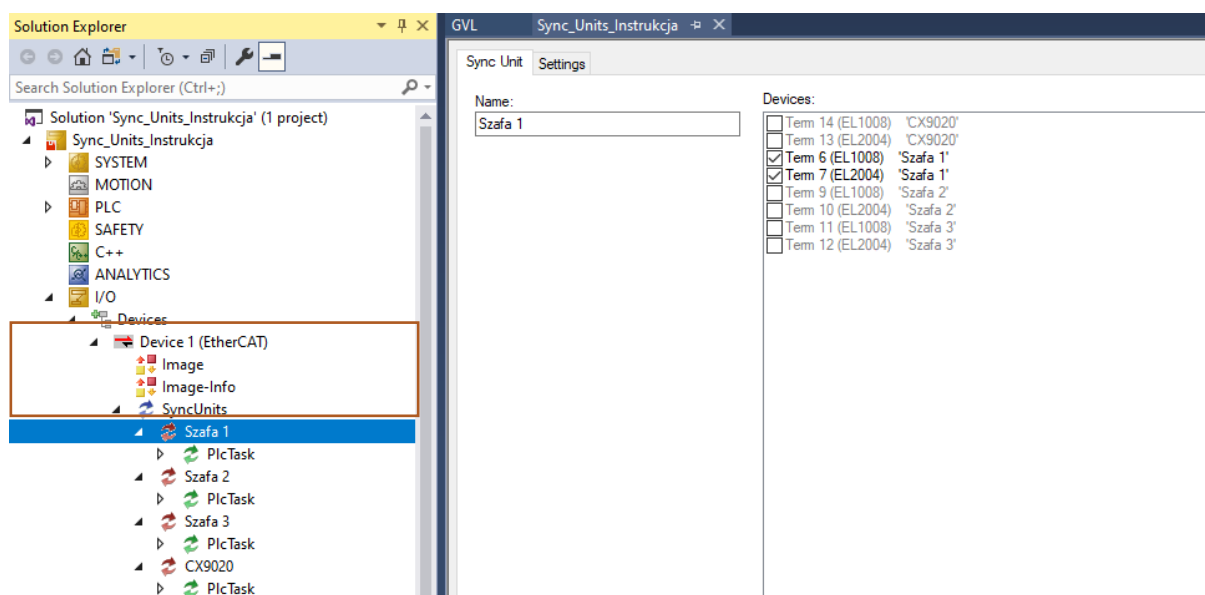 Solution Explorer
Search Solution Explorer (Ctrl+;)
Solution 'Sync_Units_Instrukcja' (1 project)
Sync_Units_Instrukcja
SYSTEM
MOTION
PLC
SAFETY
C++
ANALYTICS
I/O
Devices
Device 1 (EtherCAT)
Image
Image-Info
SyncUnits
Szafa 1
PlcTask
Szafa 2
PlcTask
Szafa 3
PlcTask
CX9020
PlcTask
GVL Sync_Units_Instrukcja
Sync Unit Settings
Name:
Szafa 1
Devices:
Term 14 (EL1008) 'CX9020'
Term 13 (EL2004) 'CX9020'
Term 6 (EL1008) 'Szafa 1'
Term 7 (EL2004) 'Szafa 1'
Term 9 (EL1008) 'Szafa 2'
Term 10 (EL2004) 'Szafa 2'
Term 11 (EL1008) 'Szafa 3'
Term 12 (EL2004) 'Szafa 3'